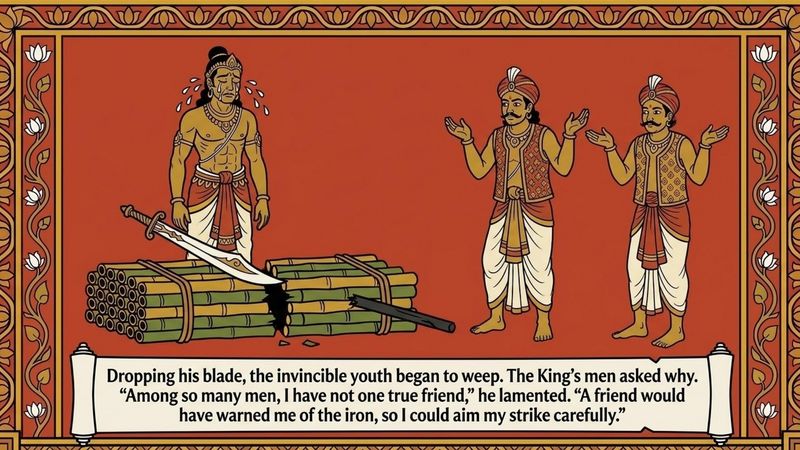 Dropping his blade, the invincible youth began to weep. The King's men asked why.
“Among so many men, I have not one true friend,” he lamented. “A friend would
have warned me of the iron, so I could aim my strike carefully.”